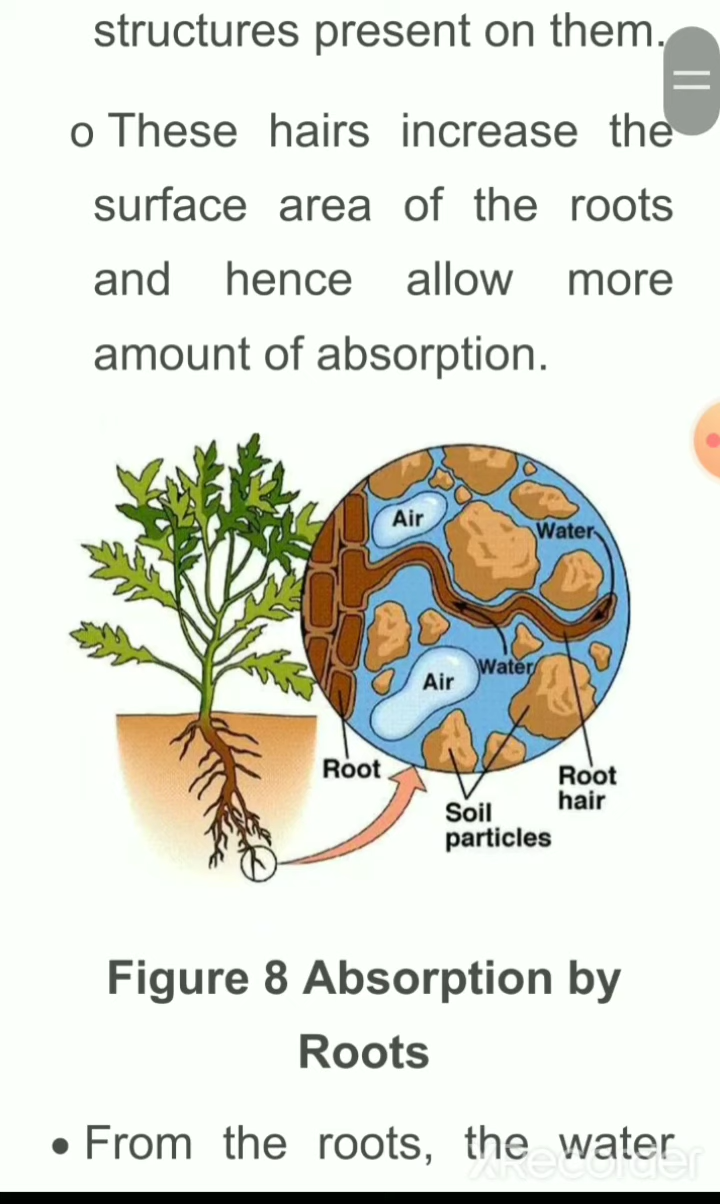 structures present on them.
o These hairs increase the
surface area of the roots
and hence allow more
amount of absorption.
Air
Water
Water
Air
Root
Root
hair
Soil
particles
Figure 8 Absorption by
Roots
• From the roots, the water
XRecorder